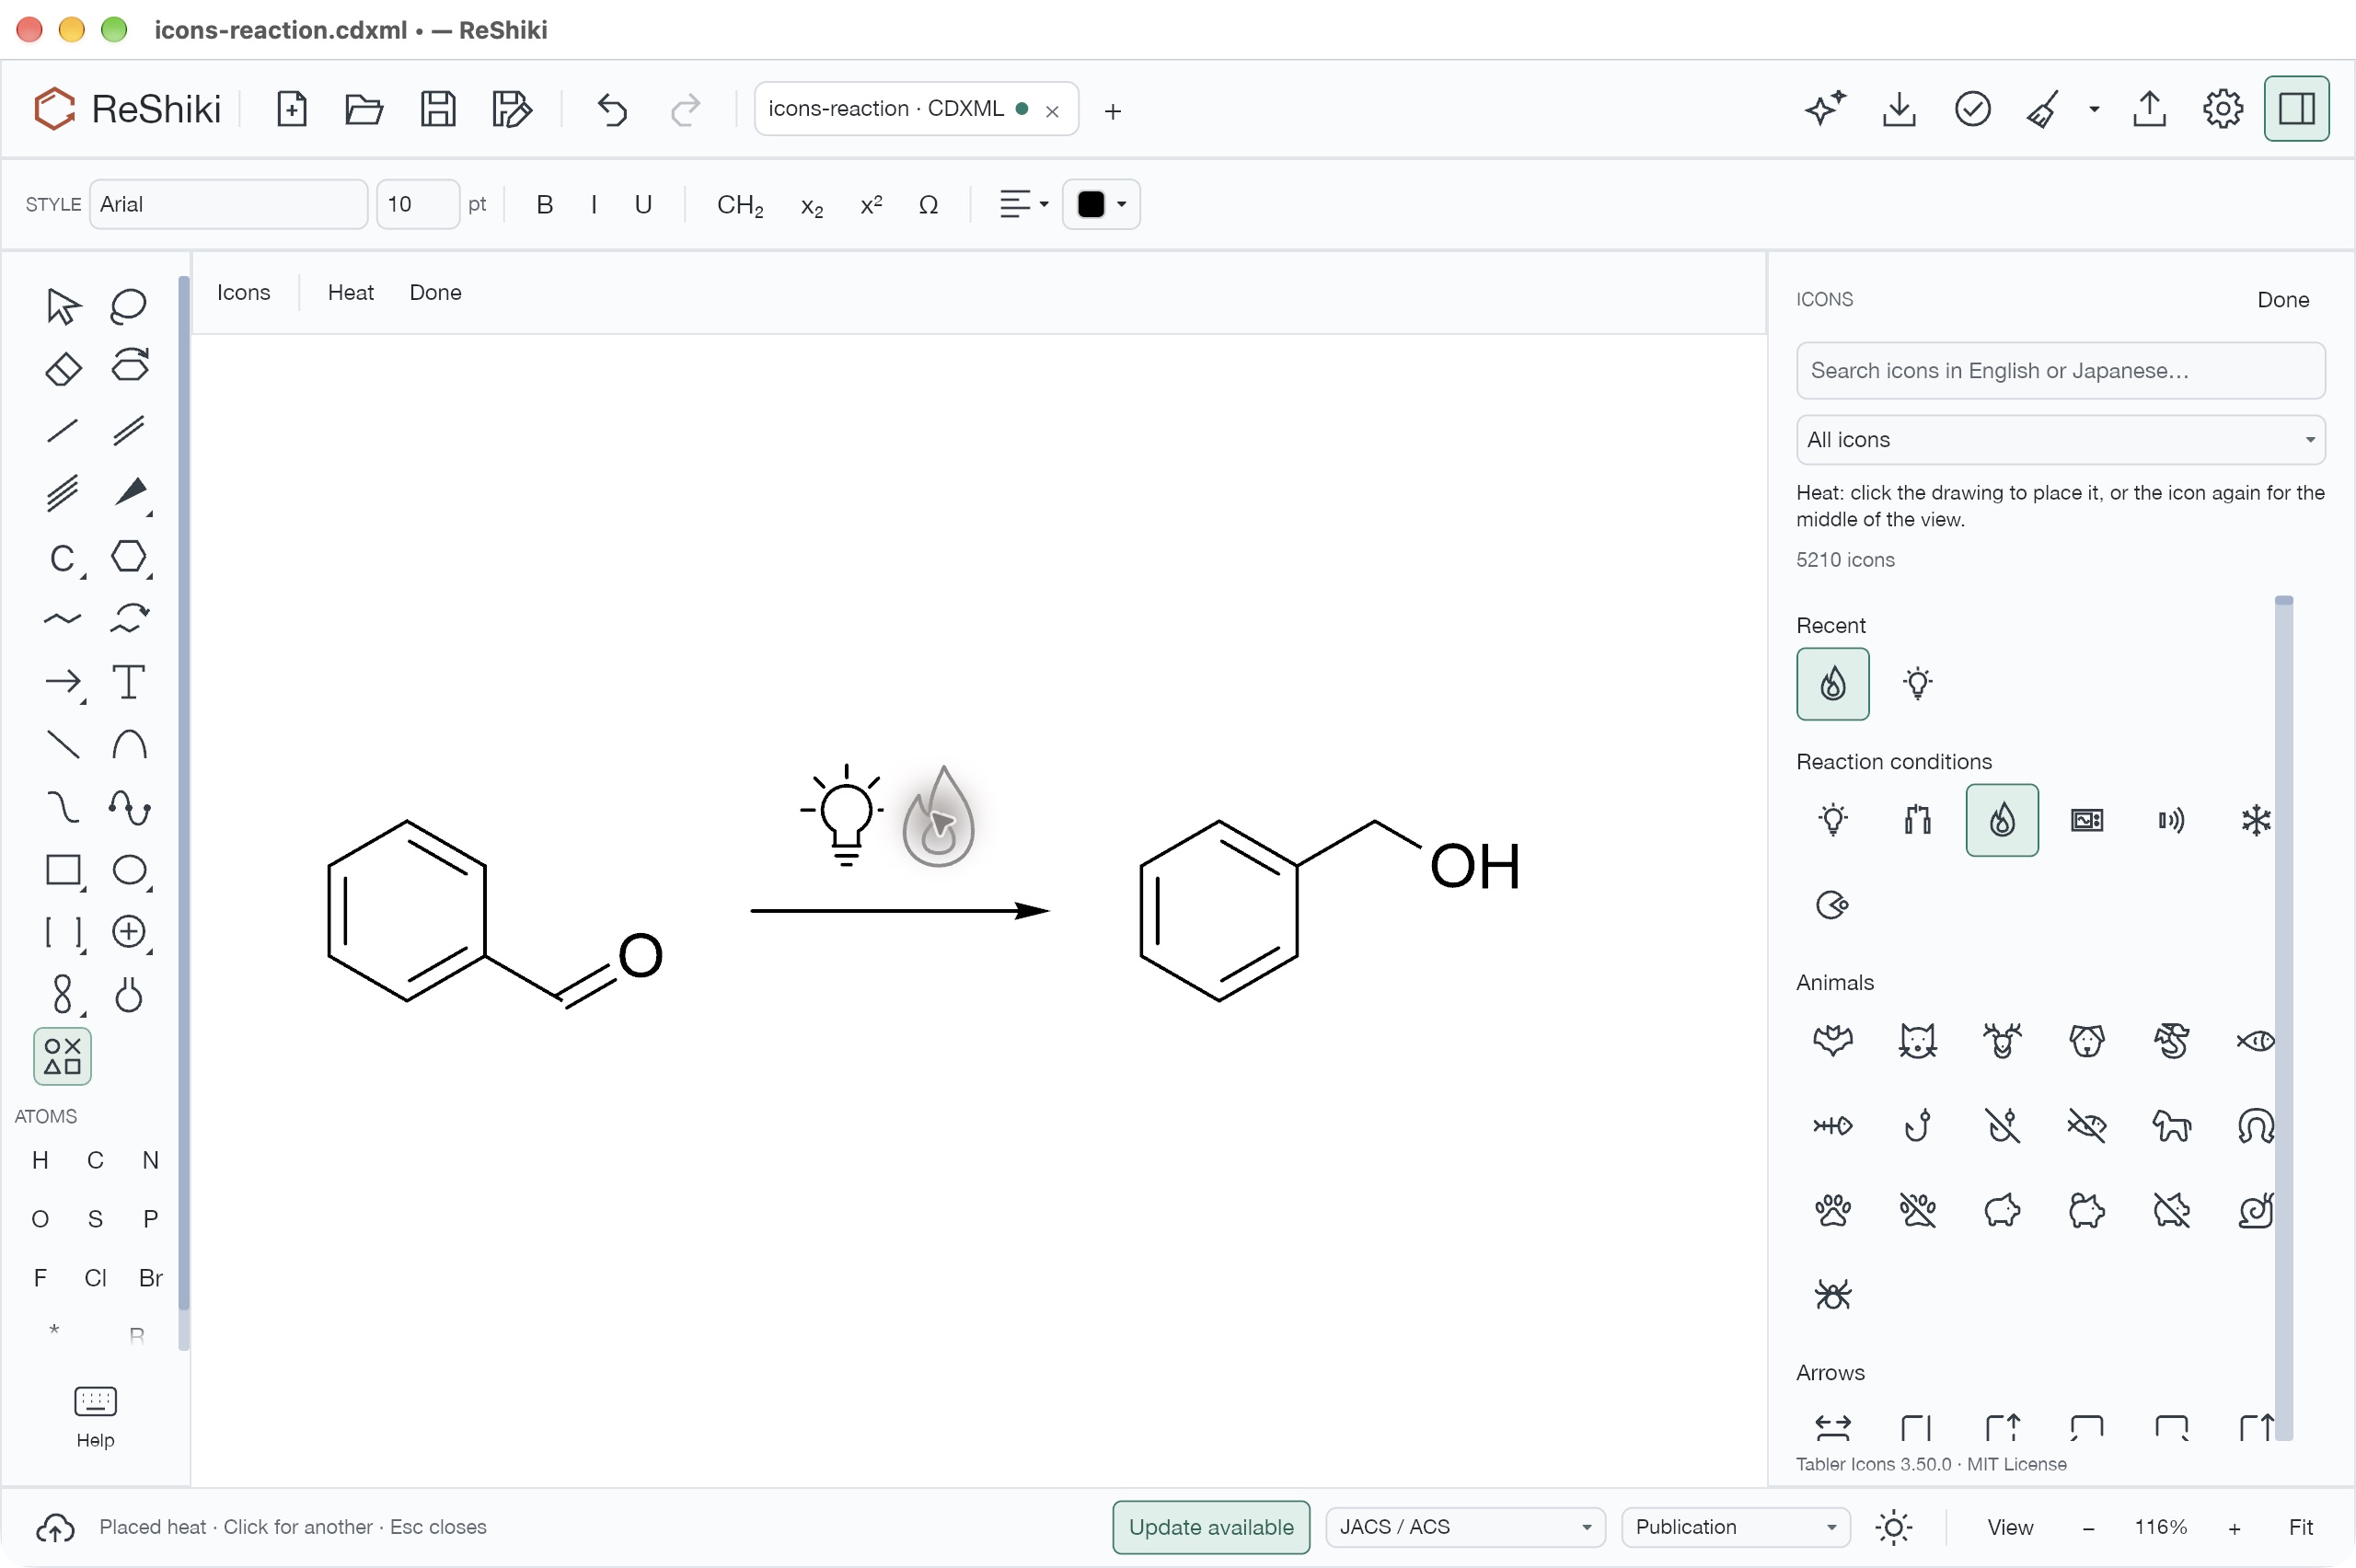 icons-reaction.cdxml • — ReShiki
ReShiki
icons-reaction · CDXML
STYLE Arial 10 pt B I U CH₂ x₂ x² Ω
Icons Heat Done
ICONS Done
Search icons in English or Japanese…
All icons
Heat: click the drawing to place it, or the icon again for the
middle of the view.
5210 icons
Recent
Reaction conditions
Animals
Arrows
Tabler Icons 3.50.0 · MIT License
C
T
O
OH
ATOMS
H C N
O S P
F Cl Br
* R
Help
Placed heat · Click for another · Esc closes
Update available
JACS / ACS
Publication
View − 116% + Fit